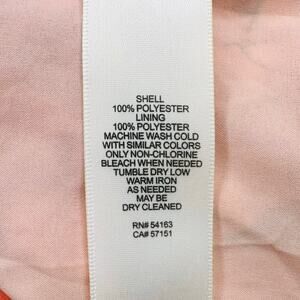 SHELL
100% POLYESTER
LINING
100% POLYESTER
MACHINE WASH COLD
WITH SIMILAR COLORS
ONLY NON-CHLORINE
BLEACH WHEN NEEDED
TUMBLE DRY LOW
WARM IRON
AS NEEDED
MAY BE
DRY CLEANED
RN# 54163
CA# 57151